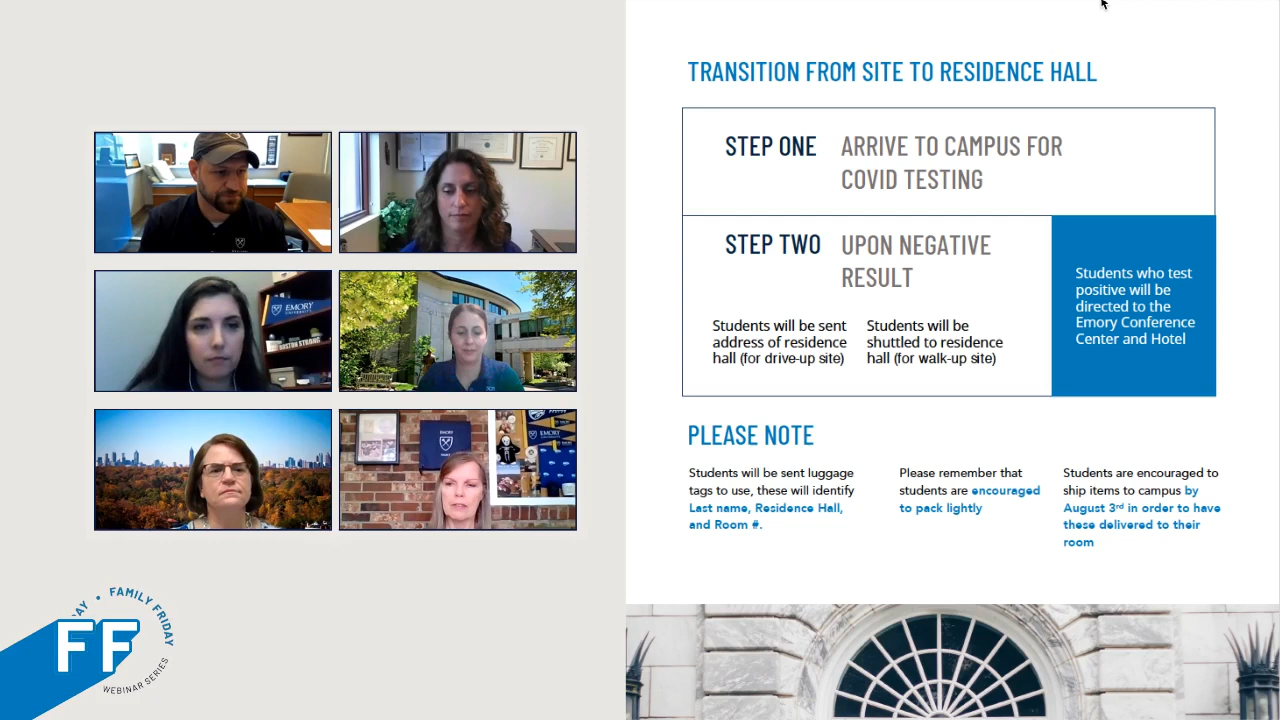 TRANSITION FROM SITE TO RESIDENCE HALL
STEP ONE
ARRIVE TO CAMPUS FOR
COVID TESTING
STEP TWO
UPON NEGATIVE
RESULT
Students will be sent
address of residence
hall (for drive-up site)
Students will be
shuttled to residence
hall (for walk-up site)
Students who test
positive will be
directed to the
Emory Conference
Center and Hotel
PLEASE NOTE
Students will be sent luggage
tags to use, these will identify
Last name, Residence Hall,
and Room #.
Please remember that
students are encouraged
to pack lightly
Students are encouraged to
ship items to campus by
August 3rd in order to have
these delivered to their
room
EMORY
UNIVERSITY
BOSTON STRONG
EMORY
EMORY
FAMILY FRIDAY
FF
WEBINAR SERIES